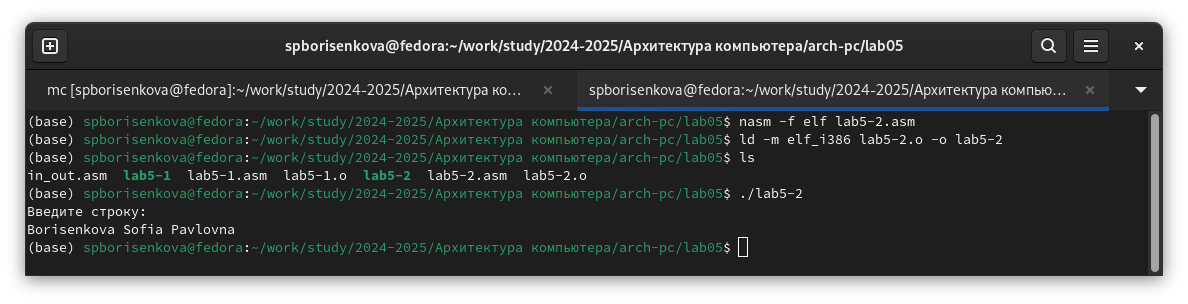 spborisenkova@fedora:~/work/study/2024-2025/Архитектура компьютера/arch-pc/lab05
mc [spborisenkova@fedora]:~/work/study/2024-2025/Архитектура ко...
spborisenkova@fedora:~/work/study/2024-2025/Архитектура компью...
(base) spborisenkova@fedora:~/work/study/2024-2025/Архитектура компьютера/arch-pc/lab05$ nasm -f elf lab5-2.asm
(base) spborisenkova@fedora:~/work/study/2024-2025/Архитектура компьютера/arch-pc/lab05$ ld -m elf_i386 lab5-2.o -o lab5-2
(base) spborisenkova@fedora:~/work/study/2024-2025/Архитектура компьютера/arch-pc/lab05$ ls
in_out.asm  lab5-1  lab5-1.asm  lab5-1.o  lab5-2  lab5-2.asm  lab5-2.o
(base) spborisenkova@fedora:~/work/study/2024-2025/Архитектура компьютера/arch-pc/lab05$ ./lab5-2
Введите строку:
Borisenkova Sofia Pavlovna
(base) spborisenkova@fedora:~/work/study/2024-2025/Архитектура компьютера/arch-pc/lab05$